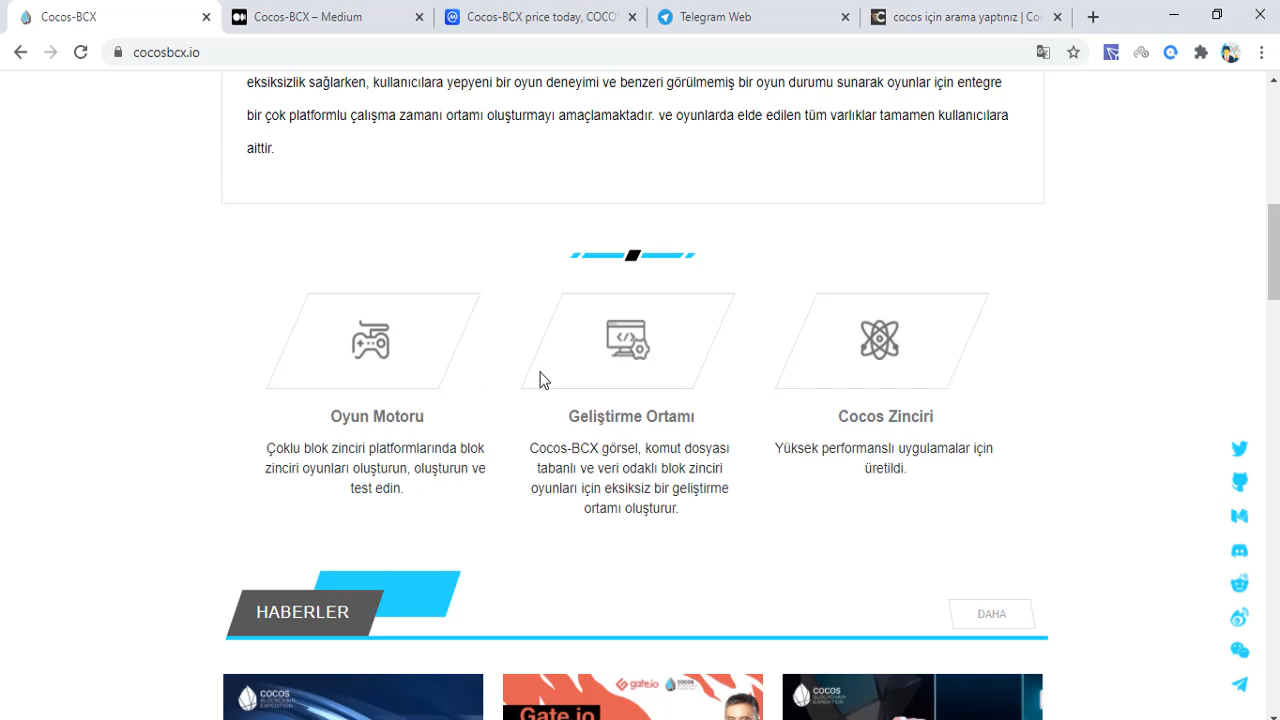 Cocos-BCX
Cocos-BCX – Medium
Cocos-BCX price today, COCO
Telegram Web
cocos için arama yaptınız | Co
cocosbcx.io
eksiksizlik sağlarken, kullanıcılara yepyeni bir oyun deneyimi ve benzeri görülmemiş bir oyun durumu sunarak oyunlar için entegre
bir çok platformlu çalışma zamanı ortamı oluşturmayı amaçlamaktadır. ve oyunlarda elde edilen tüm varlıklar tamamen kullanıcılara
aittir.
Oyun Motoru
Çoklu blok zinciri platformlarında blok
zinciri oyunları oluşturun, oluşturun ve
test edin.
Geliştirme Ortamı
Cocos-BCX görsel, komut dosyası
tabanlı ve veri odaklı blok zinciri
oyunları için eksiksiz bir geliştirme
ortamı oluşturur.
Cocos Zinciri
Yüksek performanslı uygulamalar için
üretildi.
HABERLER
DAHA
COCOS
BLOCKCHAIN
EXPEDITION
gate.io
COCOS
Gate.io
COCOS
BLOCKCHAIN
EXPEDITION